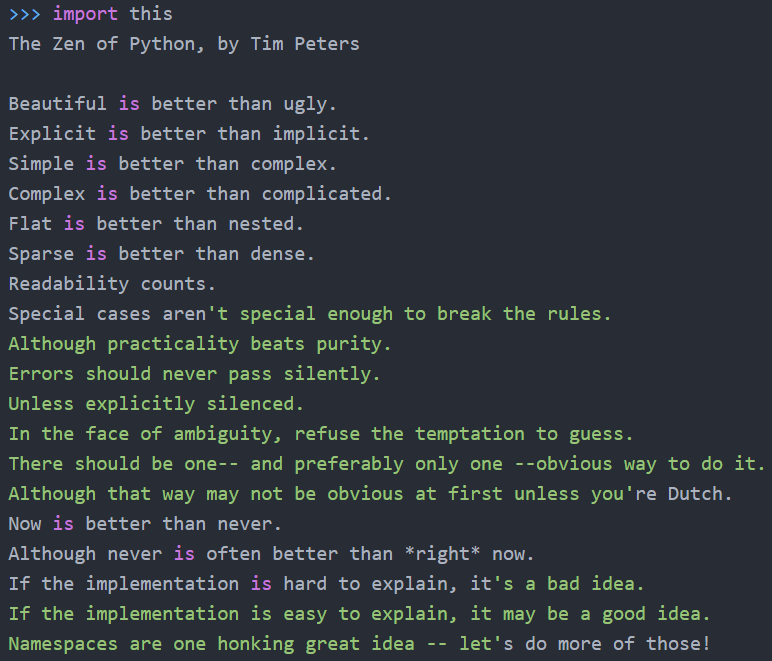 >>> import this
The Zen of Python, by Tim Peters

Beautiful is better than ugly.
Explicit is better than implicit.
Simple is better than complex.
Complex is better than complicated.
Flat is better than nested.
Sparse is better than dense.
Readability counts.
Special cases aren't special enough to break the rules.
Although practicality beats purity.
Errors should never pass silently.
Unless explicitly silenced.
In the face of ambiguity, refuse the temptation to guess.
There should be one-- and preferably only one --obvious way to do it.
Although that way may not be obvious at first unless you're Dutch.
Now is better than never.
Although never is often better than *right* now.
If the implementation is hard to explain, it's a bad idea.
If the implementation is easy to explain, it may be a good idea.
Namespaces are one honking great idea -- let's do more of those!